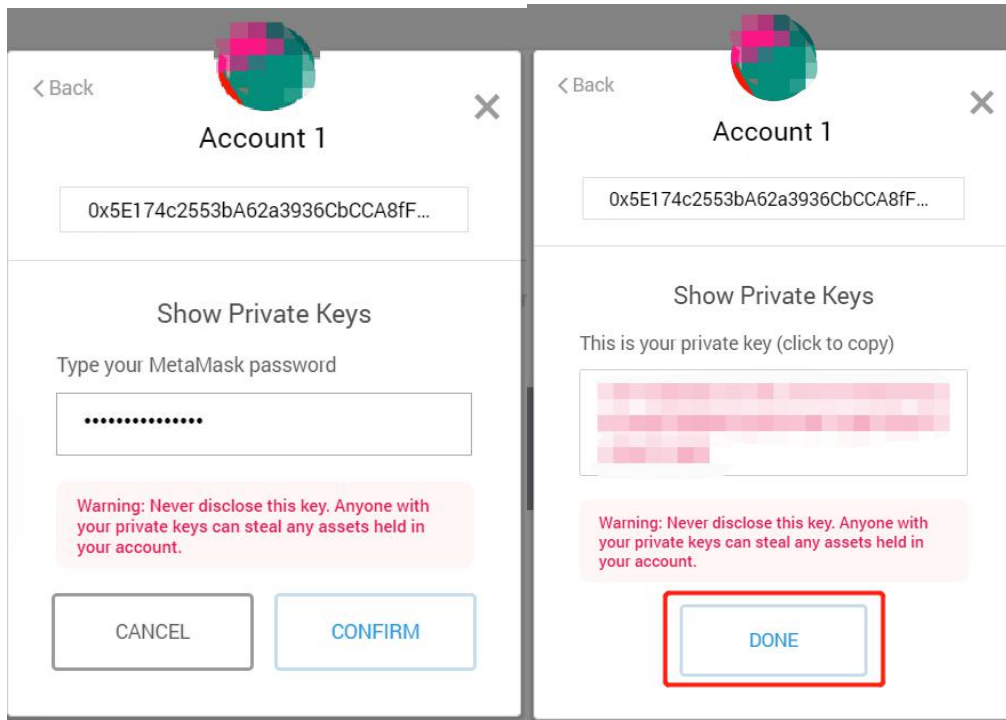 < Back
Account 1
0x5E174c2553bA62a3936CbCCA8fF...
Show Private Keys
Type your MetaMask password
•••••••••••••••
Warning: Never disclose this key. Anyone with
your private keys can steal any assets held in
your account.
CANCEL
CONFIRM
< Back
Account 1
0x5E174c2553bA62a3936CbCCA8fF...
Show Private Keys
This is your private key (click to copy)
Warning: Never disclose this key. Anyone with
your private keys can steal any assets held in
your account.
DONE